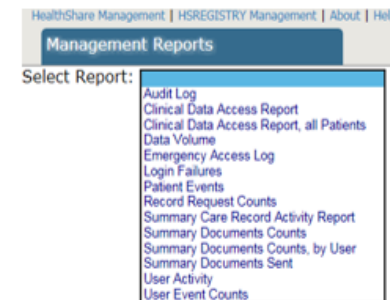 HealthShare Management | HSREGISTRY Management | About | Hel
Management Reports
Select Report:
Audit Log
Clinical Data Access Report
Clinical Data Access Report, all Patients
Data Volume
Emergency Access Log
Login Failures
Patient Events
Record Request Counts
Summary Care Record Activity Report
Summary Documents Counts
Summary Documents Counts, by User
Summary Documents Sent
User Activity
User Event Counts